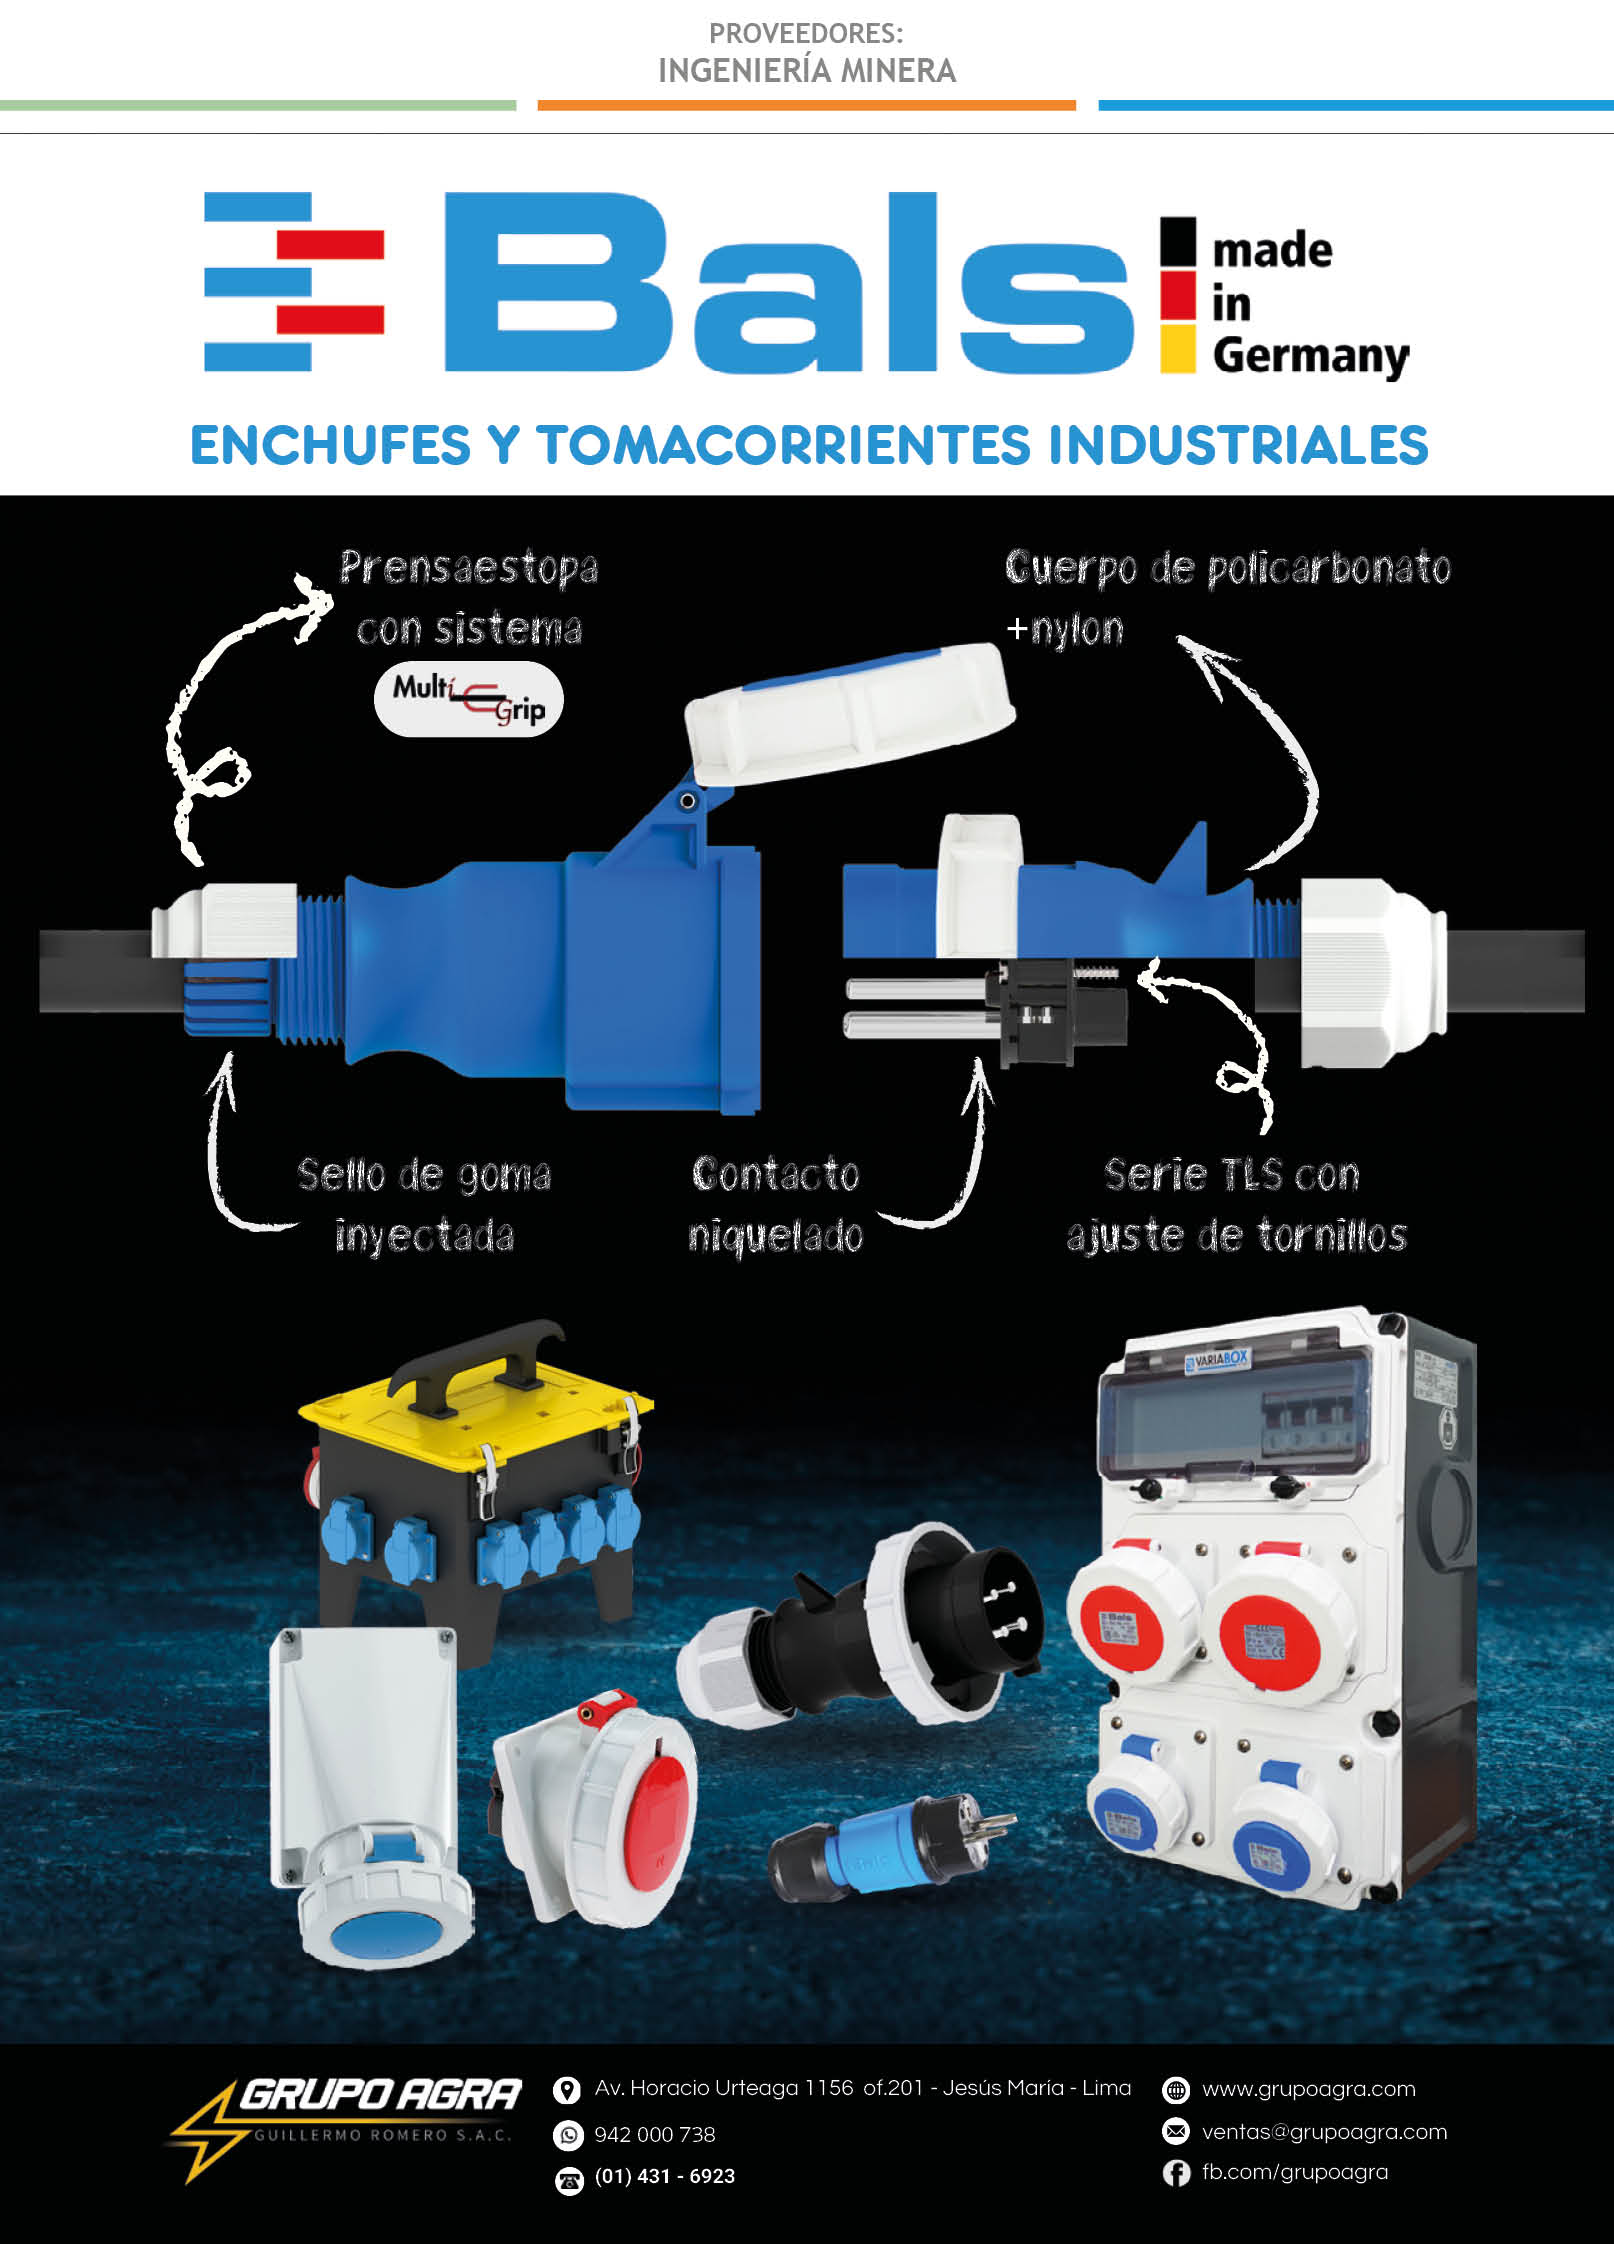 PROVEEDORES:
INGENIERÍA MINERA
Bals
made
in
Germany
ENCHUFES Y TOMACORRIENTES INDUSTRIALES
Prensaestopa
con sistema
Multi
Grip
Cuerpo de policarbonato
+nylon
Sello de goma
inyectada
Contacto
niquelado
Serie TLS con
ajuste de tornillos
VARIABOX
Bals
GRUPO AGRA
GUILLERMO ROMERO S.A.C.
Av. Horacio Urteaga 1156 of.201 - Jesús María - Lima
942 000 738
(01) 431 - 6923
www.grupoagra.com
ventas@grupoagra.com
fb.com/grupoagra